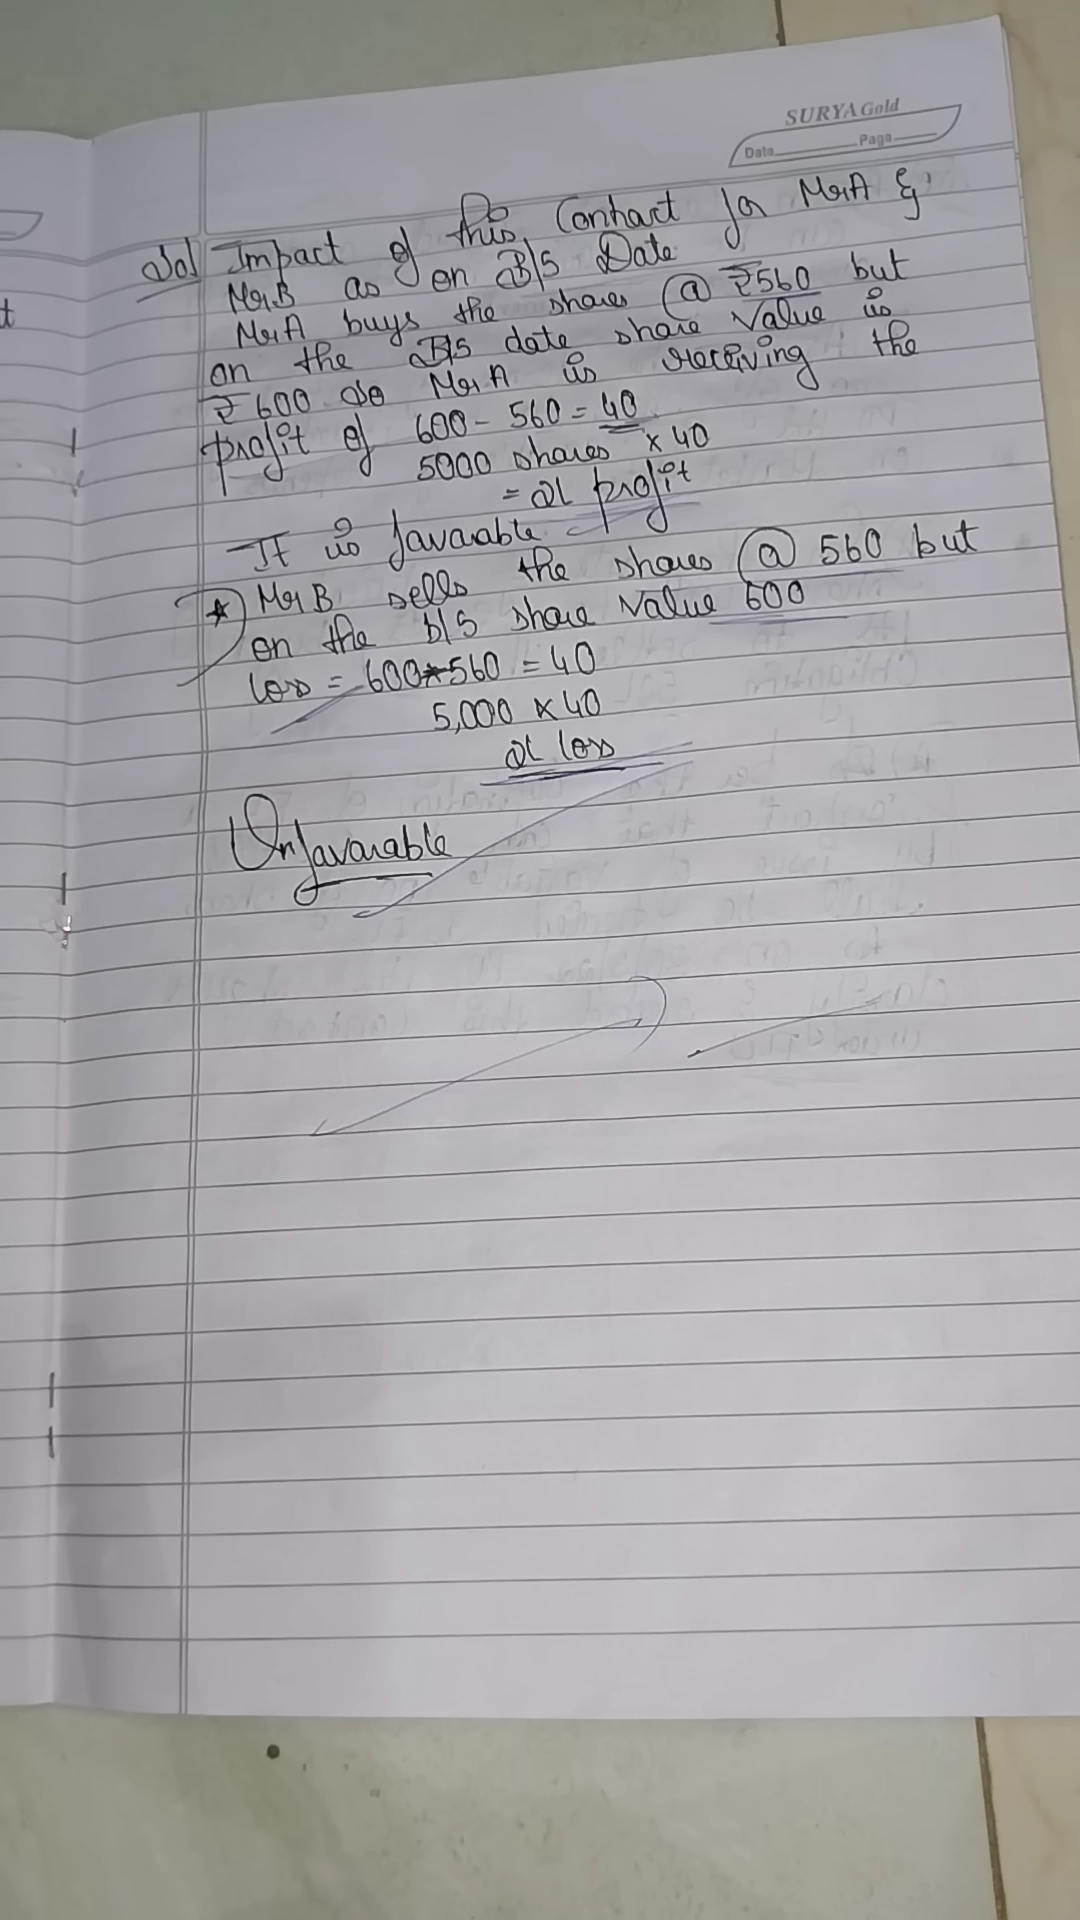 SURYA Gold
Date Page
Sol Impact of this Contract for Mr.A &
Mr.B as on B/S Date
Mr.A buys the shares @ ₹560 but
on the B/S date share Value is
₹600 so Mr.A is receiving the
profit of 600 - 560 = 40
5000 shares x 40
= 2L profit
It is favarable
* Mr B sells the shares @ 560 but
on the b/s share Value 600
loss = 600-560 = 40
5,000 x 40
2L loss
Unfavarable
t